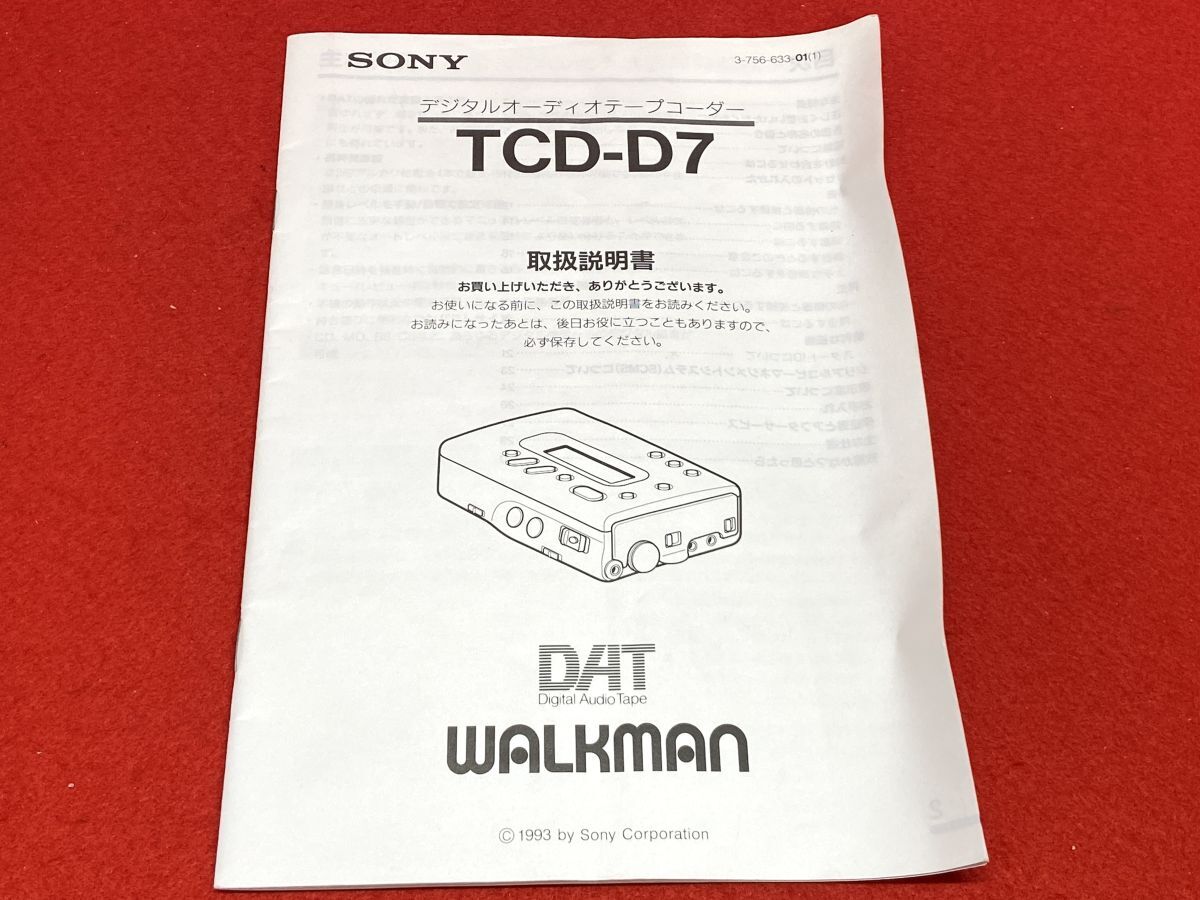 SONY
3-756-633-01(1)
デジタルオーディオテープコーダー
TCD-D7
取扱説明書
お買い上げいただき、ありがとうございます。
お使いになる前に、この取扱説明書をお読みください。
お読みになったあとは、後日お役に立つこともありますので、
必ず保存してください。
DAT
Digital Audio Tape
WALKMAN
© 1993 by Sony Corporation